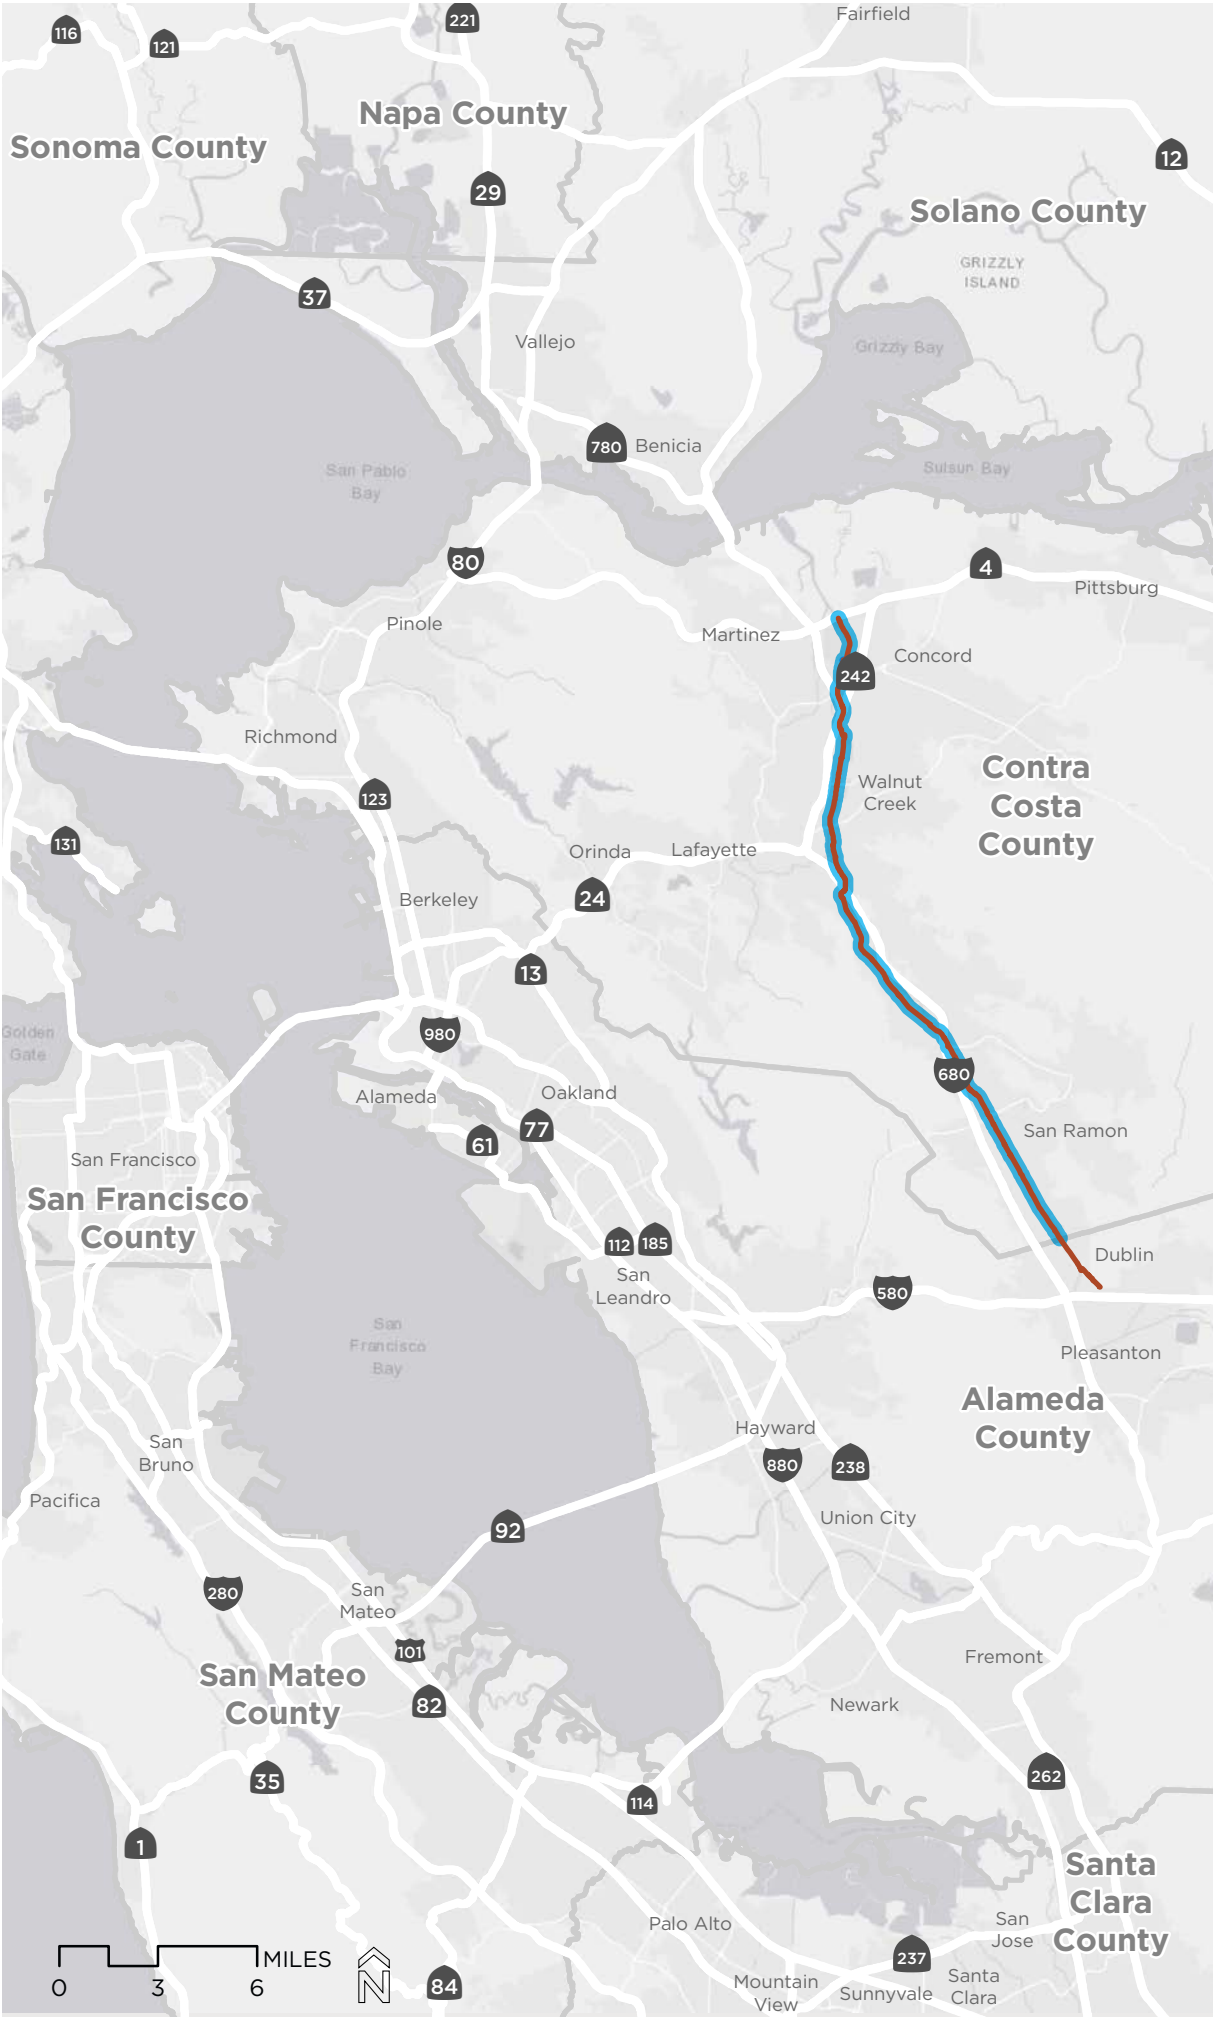 Fairfield
116
121
221
Napa County
Sonoma County
12
29
Solano County
GRIZZLY
ISLAND
37
Vallejo
Grizzly Bay
780
Benicia
San Pablo
Bay
Suisun Bay
80
4
Pittsburg
Pinole
Martinez
242
Concord
Richmond
Contra
Costa
County
Walnut
Creek
123
131
Orinda
Lafayette
24
Berkeley
13
Golden
Gate
980
680
Alameda
Oakland
77
61
San Ramon
San Francisco
San Francisco
County
112
185
San
Leandro
Dublin
580
San
Francisco
Bay
Pleasanton
Alameda
County
San
Bruno
Hayward
880
238
Pacifica
Union City
92
280
San
Mateo
101
Fremont
San Mateo
County
82
Newark
35
262
114
1
Santa
Clara
County
Palo Alto
San
Jose
237
MILES
0
3
6
N
84
Mountain
View
Sunnyvale
Santa
Clara